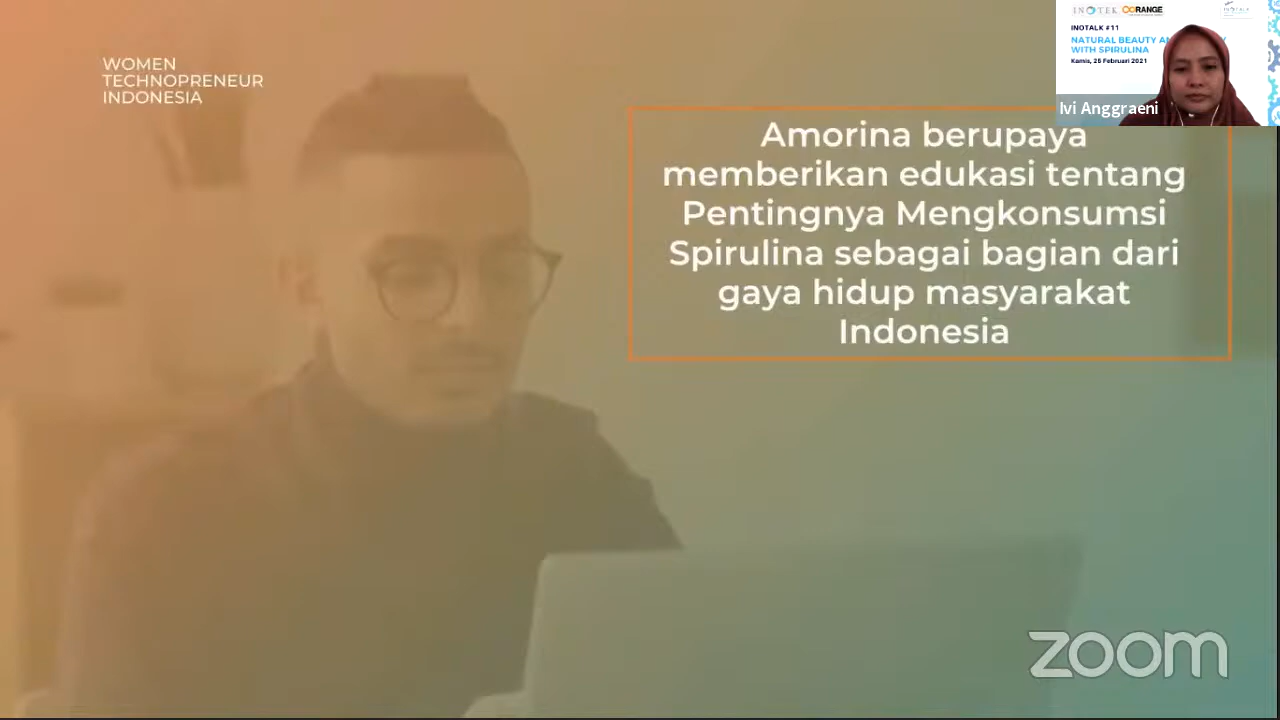 WOMEN
TECHNOPRENEUR
INDONESIA
Amorina berupaya
memberikan edukasi tentang
Pentingnya Mengkonsumsi
Spirulina sebagai bagian dari
gaya hidup masyarakat
Indonesia
INOTEK ORANGE
INOTALK
INOTALK #11
NATURAL BEAUTY
WITH SPIRULINA
Kamis, 25 Februari 2021
Ivi Anggraeni
zoom